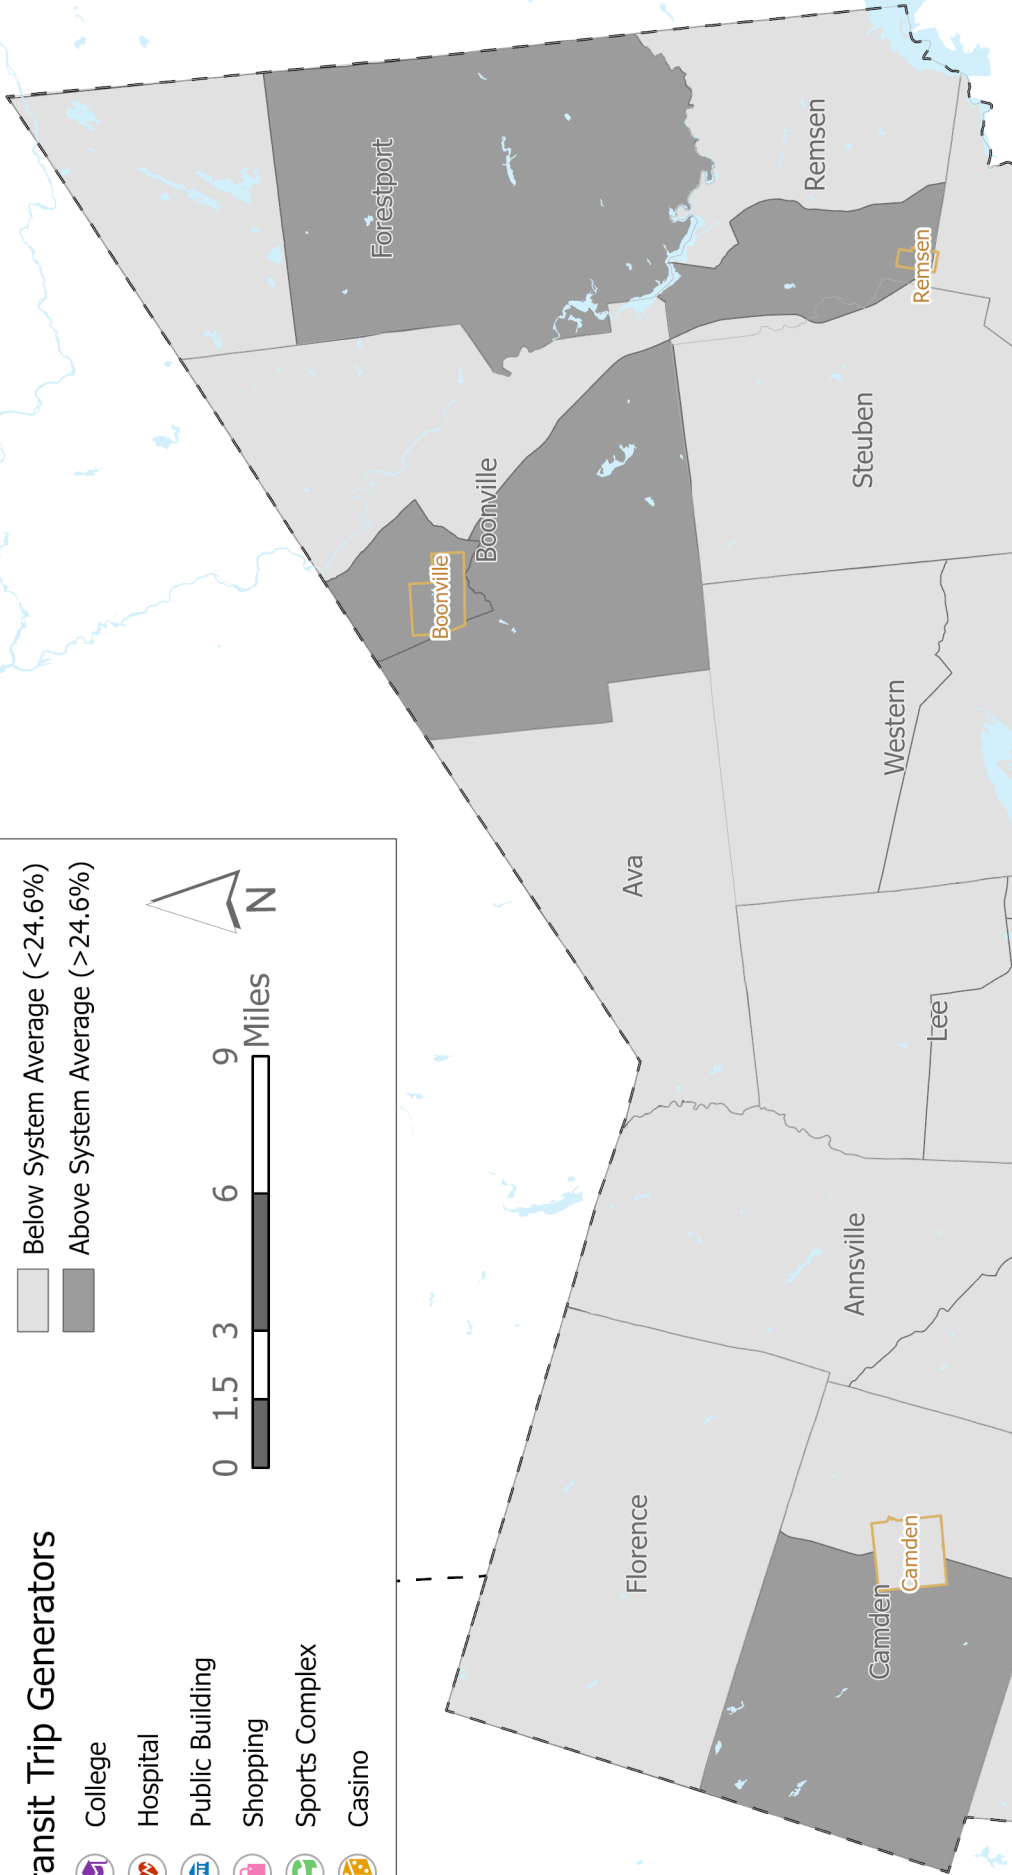 Below System Average (<24.6%)
Above System Average (>24.6%)
N
0 1.5 3 6 9
Miles
ansit Trip Generators
College
Hospital
Public Building
Shopping
Sports Complex
Casino
Forestport
Remsen
Remsen
Boonville
Boonville
Steuben
Ava
Western
Lee
Annsville
Florence
Camden
Camden